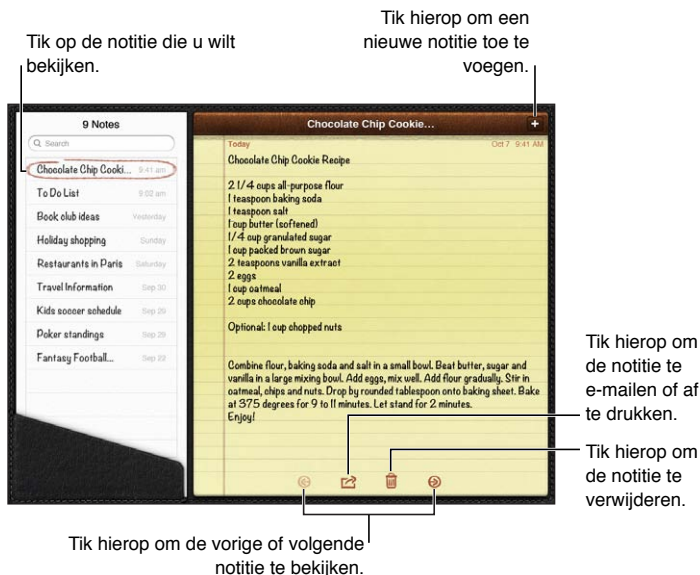 Tik op de notitie die u wilt
bekijken.
Tik hierop om een
nieuwe notitie toe te
voegen.
9 Notes
Search
Chocolate Chip Cooki... 9:41 am
To Do List 9:02 am
Book club ideas Yesterday
Holiday shopping Sunday
Restaurants in Paris Saturday
Travel Information Sep 30
Kids soccer schedule Sep 29
Poker standings Sep 29
Fantasy Football... Sep 22
Chocolate Chip Cookie...
+
Today Oct 7 9:41 AM
Chocolate Chip Cookie Recipe
2 1/4 cups all-purpose flour
1 teaspoon baking soda
1 teaspoon salt
1 cup butter (softened)
1/4 cup granulated sugar
1 cup packed brown sugar
2 teaspoons vanilla extract
2 eggs
1 cup oatmeal
2 cups chocolate chip
Optional: 1 cup chopped nuts
Combine flour, baking soda and salt in a small bowl. Beat butter, sugar and
vanilla in a large mixing bowl. Add eggs, mix well. Add flour gradually. Stir in
oatmeal, chips and nuts. Drop by rounded tablespoon onto baking sheet. Bake
at 375 degrees for 9 to 11 minutes. Let stand for 2 minutes.
Enjoy!
Tik hierop om
de notitie te
e-mailen of af
te drukken.
Tik hierop om
de notitie te
verwijderen.
Tik hierop om de vorige of volgende
notitie te bekijken.